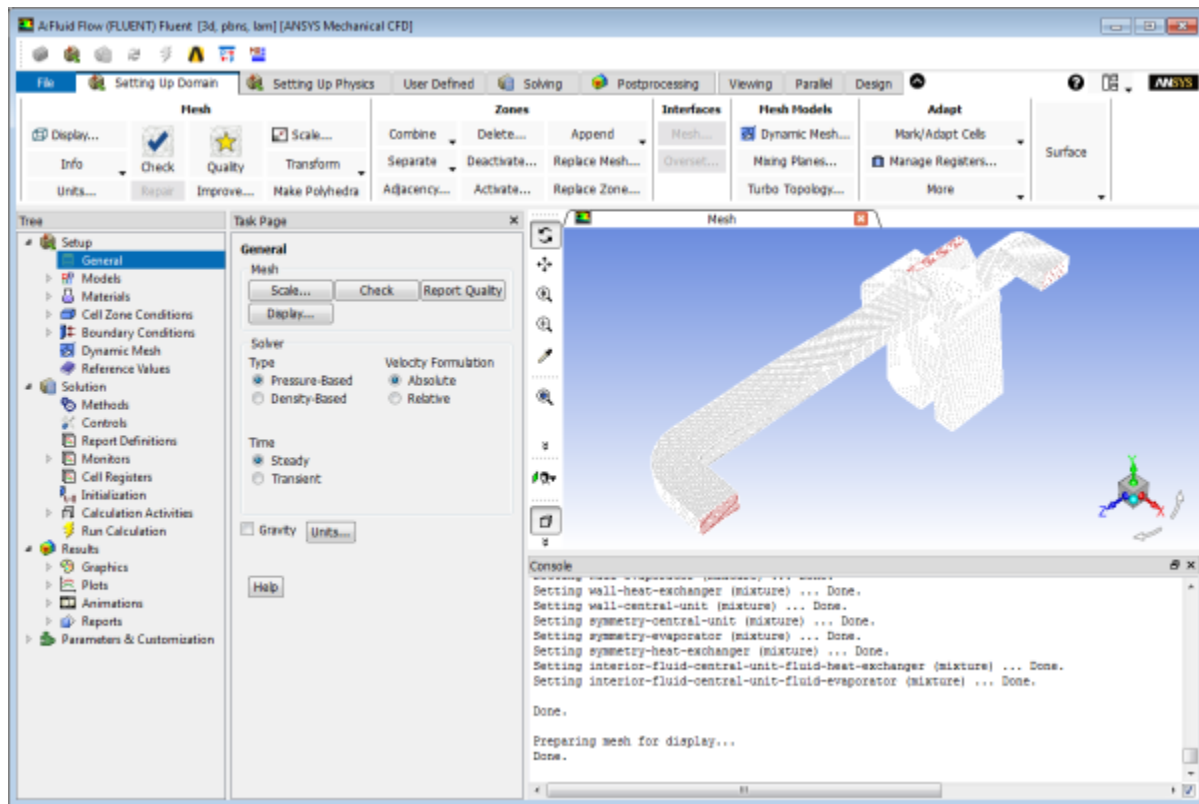 A:Fluid Flow (FLUENT) Fluent [3d, pbns, lam] [ANSYS Mechanical CFD]
File Setting Up Domain Setting Up Physics User Defined Solving Postprocessing Viewing Parallel Design ANSYS
Mesh Zones Interfaces Mesh Models Adapt
Display... Scale... Combine Delete... Append Mesh... Dynamic Mesh... Mark/Adapt Cells
Info Check Quality Transform Separate Deactivate... Replace Mesh... Overset... Mixing Planes... Manage Registers... Surface
Units... Repair Improve... Make Polyhedra Adjacency... Activate... Replace Zone... Turbo Topology... More
Tree
Setup
General
Models
Materials
Cell Zone Conditions
Boundary Conditions
Dynamic Mesh
Reference Values
Solution
Methods
Controls
Report Definitions
Monitors
Cell Registers
Initialization
Calculation Activities
Run Calculation
Results
Graphics
Plots
Animations
Reports
Parameters & Customization
Task Page
General
Mesh
Scale... Check Report Quality
Display...
Solver
Type Velocity Formulation
Pressure-Based Absolute
Density-Based Relative
Time
Steady
Transient
Gravity Units...
Help
Mesh
Y
Z X
Console
Setting wall-heat-exchanger (mixture) ... Done.
Setting wall-central-unit (mixture) ... Done.
Setting symmetry-central-unit (mixture) ... Done.
Setting symmetry-evaporator (mixture) ... Done.
Setting symmetry-heat-exchanger (mixture) ... Done.
Setting interior-fluid-central-unit-fluid-heat-exchanger (mixture) ... Done.
Setting interior-fluid-central-unit-fluid-evaporator (mixture) ... Done.
Done.
Preparing mesh for display...
Done.